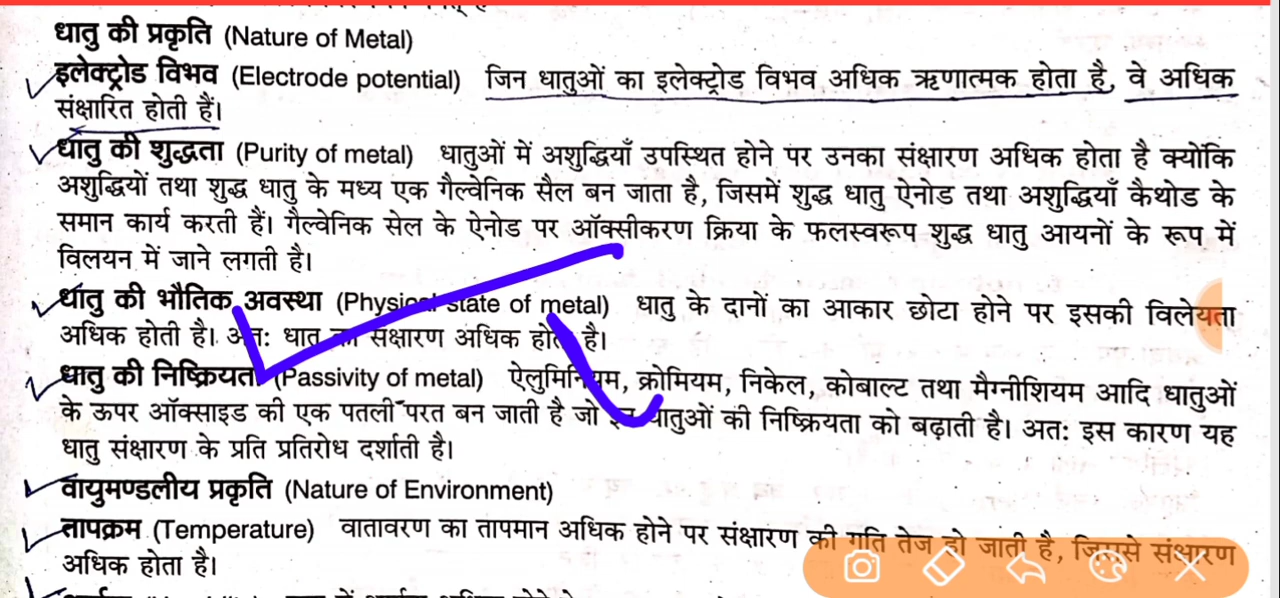 धातु की प्रकृति (Nature of Metal)
इलेक्ट्रोड विभव (Electrode potential) जिन धातुओं का इलेक्ट्रोड विभव अधिक ऋणात्मक होता है, वे अधिक
संक्षारित होती हैं।
धातु की शुद्धता (Purity of metal) धातुओं में अशुद्धियाँ उपस्थित होने पर उनका संक्षारण अधिक होता है क्योंकि
अशुद्धियों तथा शुद्ध धातु के मध्य एक गैल्वेनिक सैल बन जाता है, जिसमें शुद्ध धातु ऐनोड तथा अशुद्धियाँ कैथोड के
समान कार्य करती हैं। गैल्वेनिक सेल के ऐनोड पर ऑक्सीकरण क्रिया के फलस्वरूप शुद्ध धातु आयनों के रूप में
विलयन में जाने लगती है।
धातु की भौतिक अवस्था (Physical state of metal) धातु के दानों का आकार छोटा होने पर इसकी विलेयता
अधिक होती है। अत: धातु का संक्षारण अधिक होता है।
धातु की निष्क्रियता (Passivity of metal) ऐलुमिनियम, क्रोमियम, निकेल, कोबाल्ट तथा मैग्नीशियम आदि धातुओं
के ऊपर ऑक्साइड की एक पतली परत बन जाती है जो इन धातुओं की निष्क्रियता को बढ़ाती है। अत: इस कारण यह
धातु संक्षारण के प्रति प्रतिरोध दर्शाती है।
वायुमण्डलीय प्रकृति (Nature of Environment)
तापक्रम (Temperature) वातावरण का तापमान अधिक होने पर संक्षारण की गति तेज हो जाती है, जिससे संक्षारण
अधिक होता है।